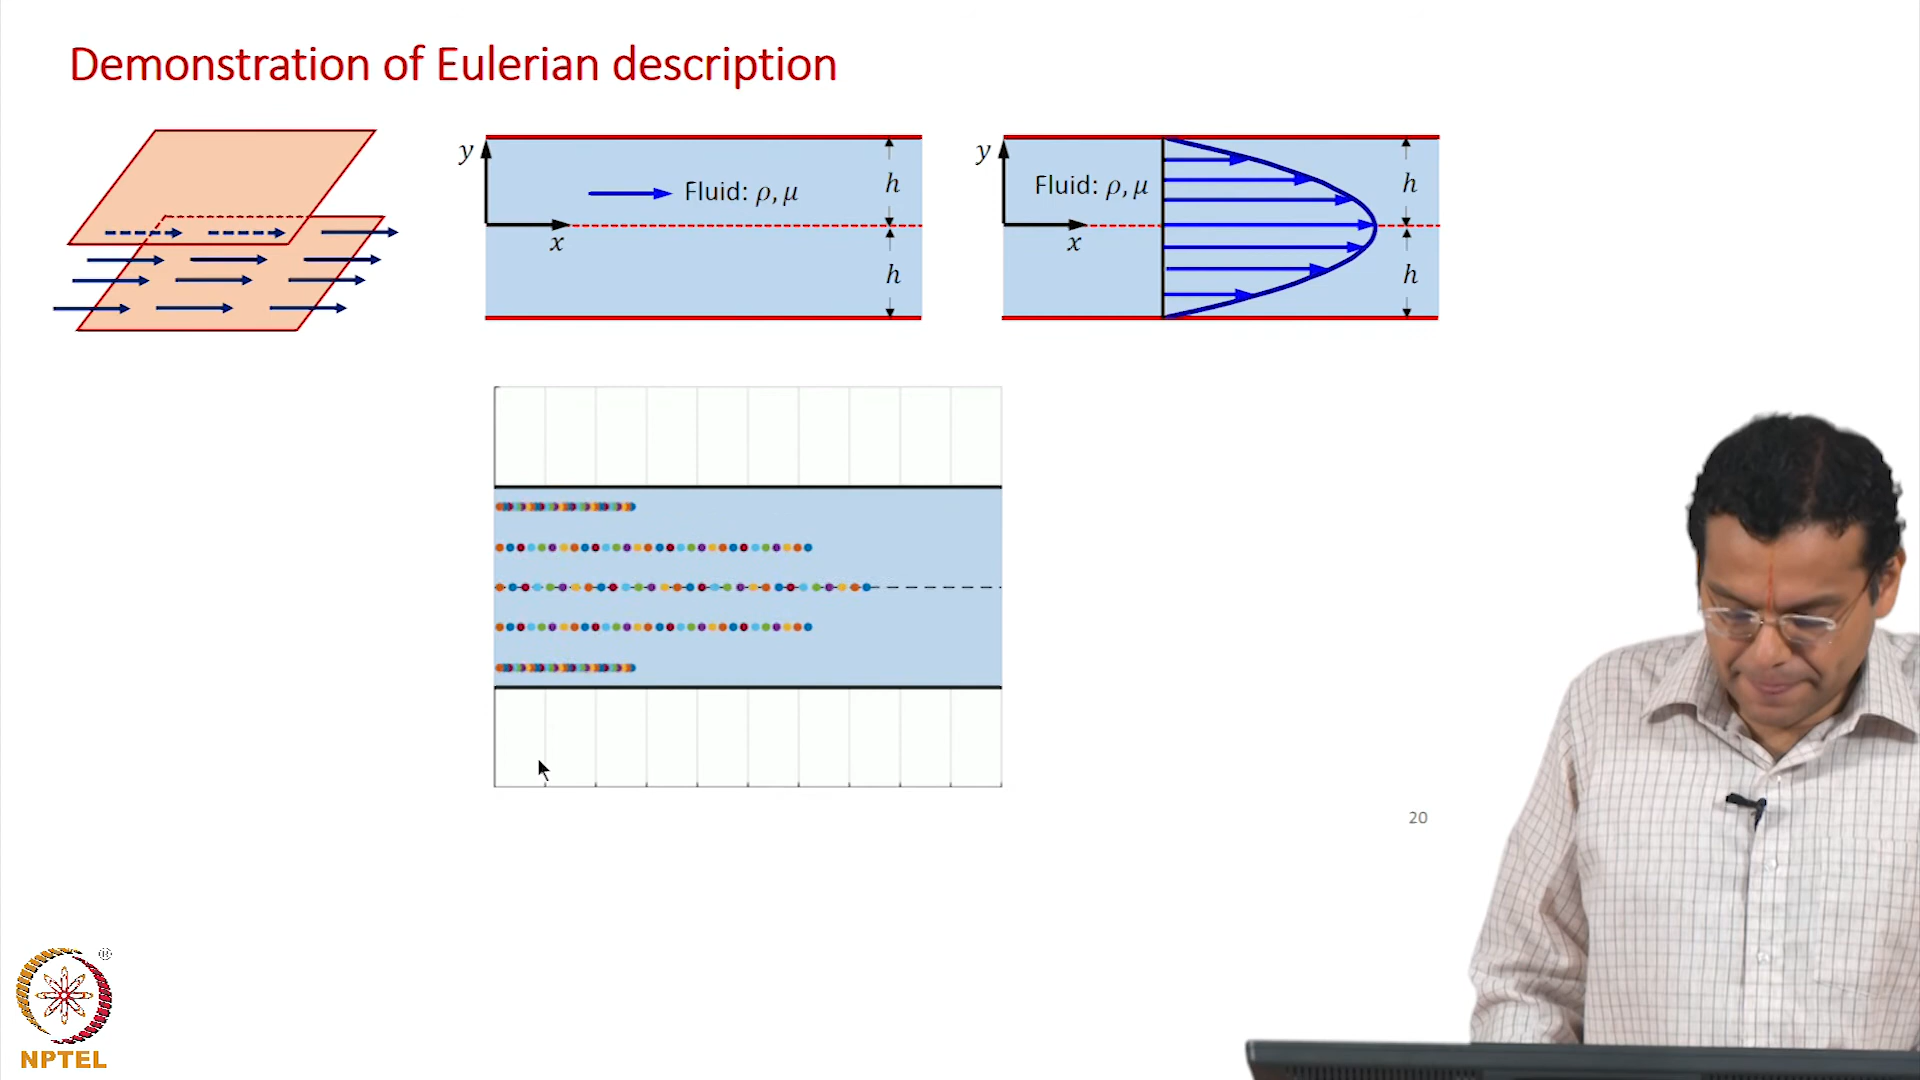 Demonstration of Eulerian description
y
x
Fluid: ρ, μ
h
h
y
x
Fluid: ρ, μ
h
h
20
®
NPTEL